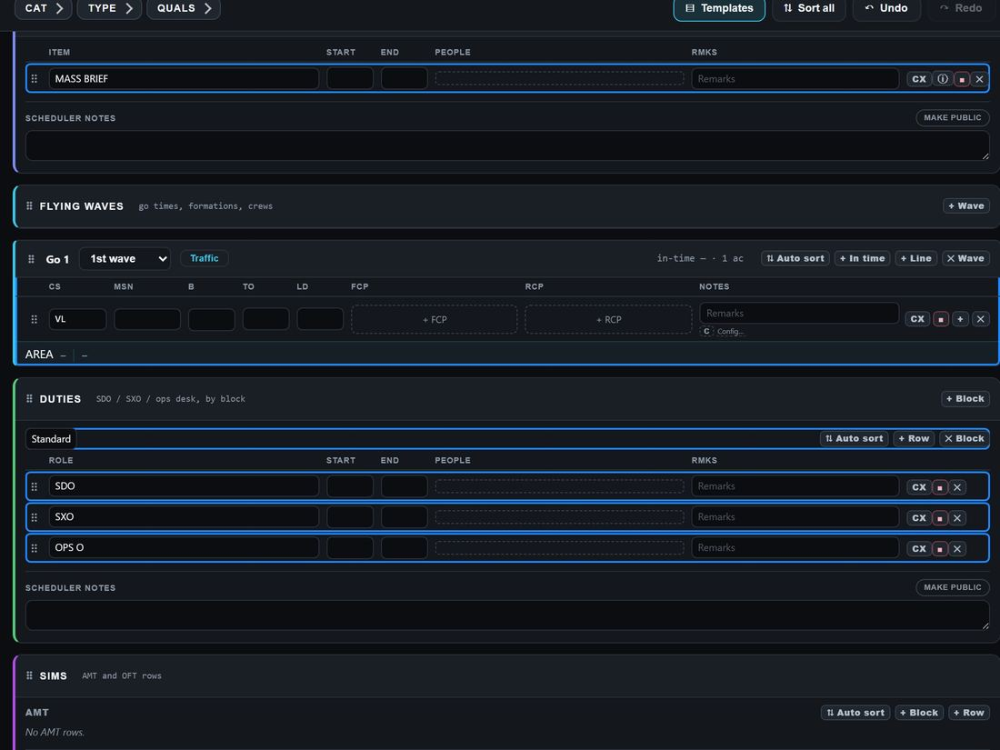 CAT TYPE QUALS Templates Sort all Undo Redo
ITEM START END PEOPLE RMKS
MASS BRIEF Remarks CX
SCHEDULER NOTES MAKE PUBLIC
FLYING WAVES go times, formations, crews + Wave
Go 1 1st wave Traffic in-time — · 1 ac Auto sort + In time + Line × Wave
CS MSN B TO LD FCP RCP NOTES
VL + FCP + RCP Remarks CX + ×
C Config…
AREA – –
DUTIES SDO / SXO / ops desk, by block + Block
Standard Auto sort + Row × Block
ROLE START END PEOPLE RMKS
SDO Remarks CX ×
SXO Remarks CX ×
OPS O Remarks CX ×
SCHEDULER NOTES MAKE PUBLIC
SIMS AMT and OFT rows
AMT Auto sort + Block + Row
No AMT rows.